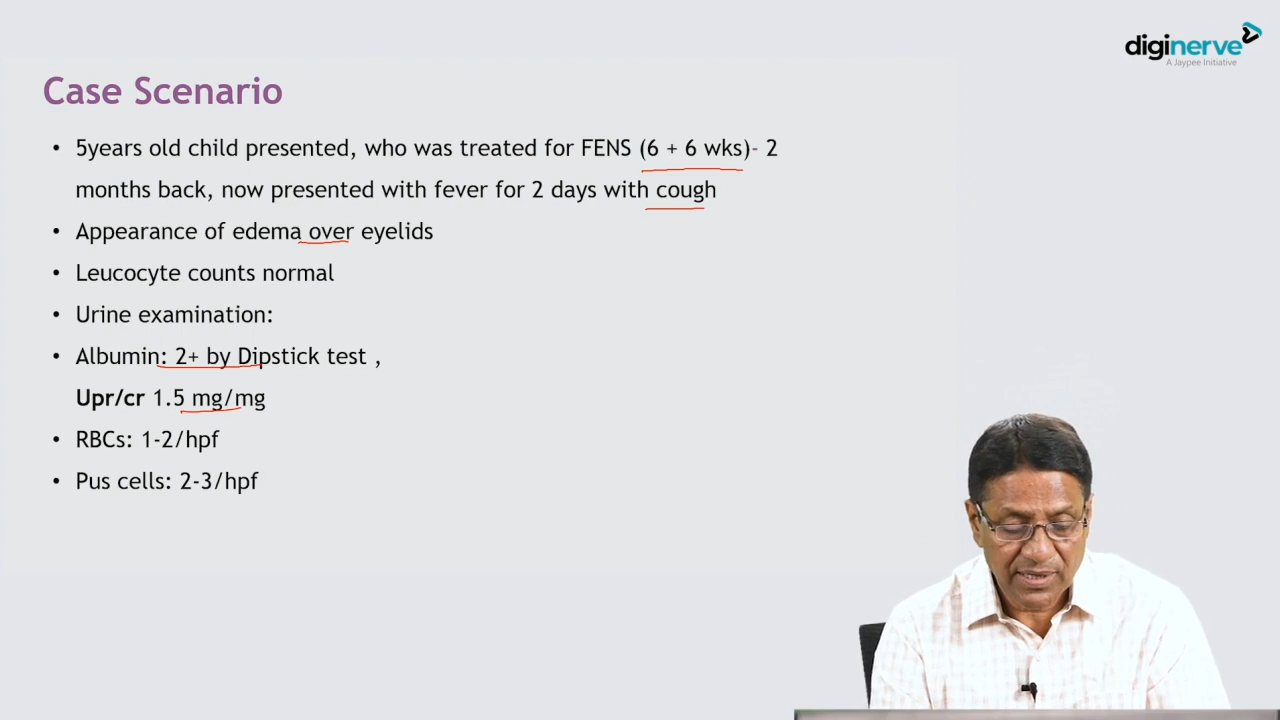 diginerve
A Jaypee Initiative
Case Scenario
• 5years old child presented, who was treated for FENS (6 + 6 wks)- 2
months back, now presented with fever for 2 days with cough
• Appearance of edema over eyelids
• Leucocyte counts normal
• Urine examination:
• Albumin: 2+ by Dipstick test ,
Upr/cr 1.5 mg/mg
• RBCs: 1-2/hpf
• Pus cells: 2-3/hpf